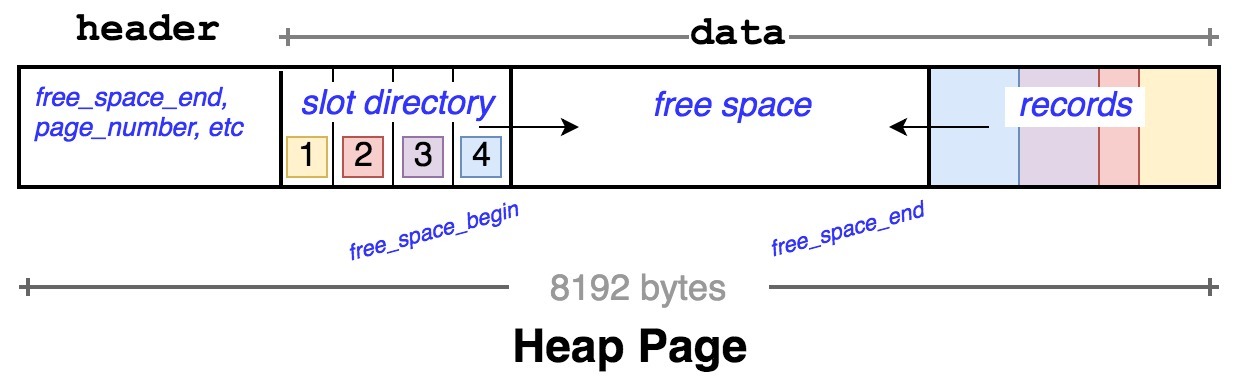 header
data
free_space_end,
page_number, etc
slot directory
free space
records
1 2 3 4
free_space_begin
free_space_end
8192 bytes
Heap Page